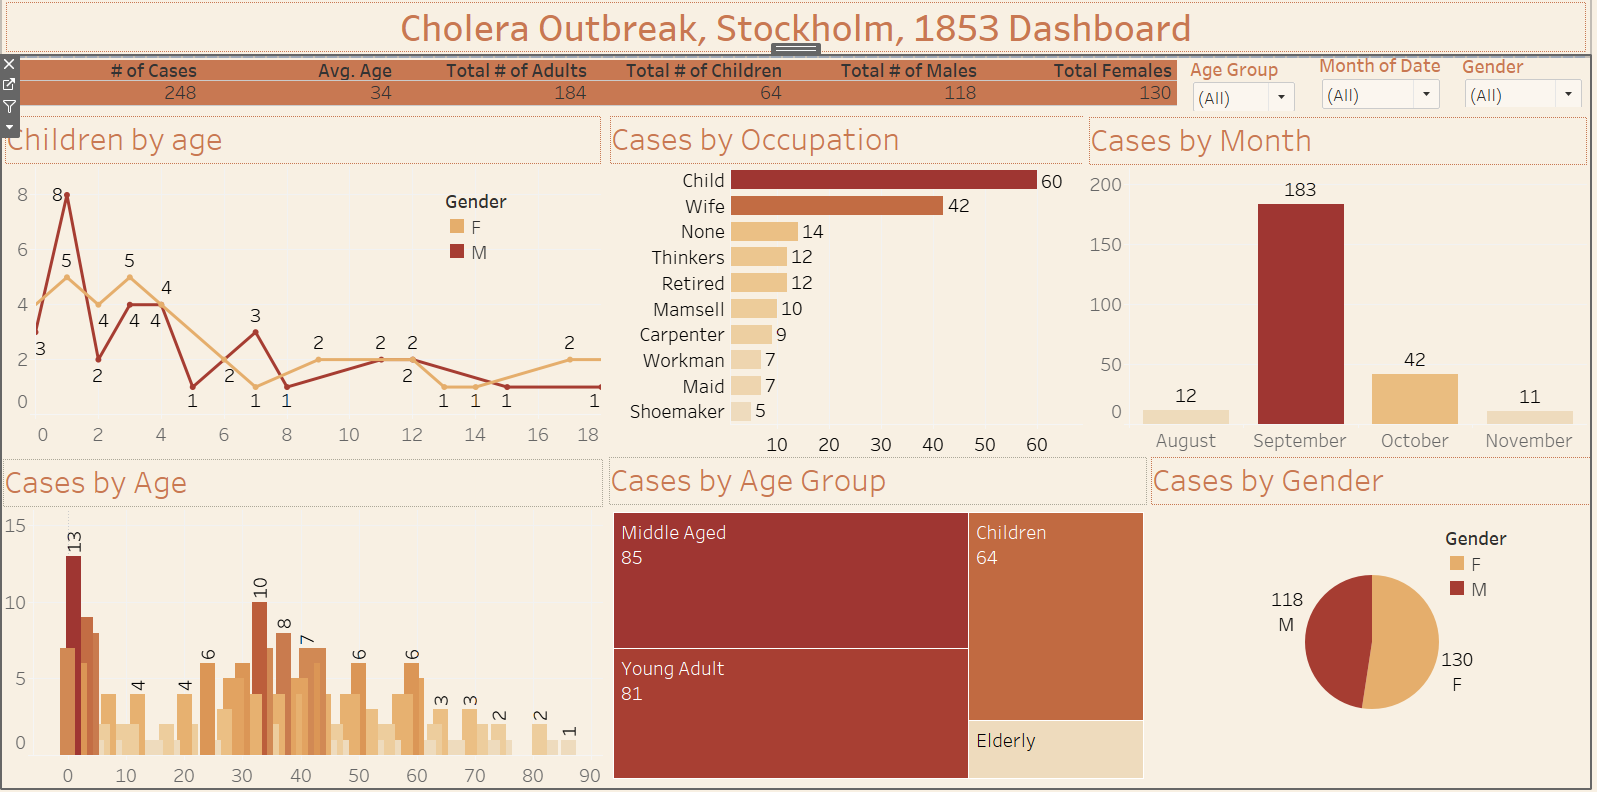 Cholera Outbreak, Stockholm, 1853 Dashboard
# of Cases Avg. Age Total # of Adults Total # of Children Total # of Males Total Females
248 34 184 64 118 130
Age Group Month of Date Gender
(All) (All) (All)
Children by age
8
6
4
2
0
8
5
5
4
4 4 4
3
3
2
2
2 2 2 2
2
1 1 1 1 1 1 1
Gender
F
M
0 2 4 6 8 10 12 14 16 18
Cases by Occupation
Child 60
Wife 42
None 14
Thinkers 12
Retired 12
Mamsell 10
Carpenter 9
Workman 7
Maid 7
Shoemaker 5
10 20 30 40 50 60
Cases by Month
200
150
100
50
0
12 183 42 11
August September October November
Cases by Age
15
10
5
0
13 4 4 6 10 8 7 6 6 3 3 2 2 1
0 10 20 30 40 50 60 70 80 90
Cases by Age Group
Middle Aged
85
Young Adult
81
Children
64
Elderly
Cases by Gender
Gender
F
M
118
M
130
F